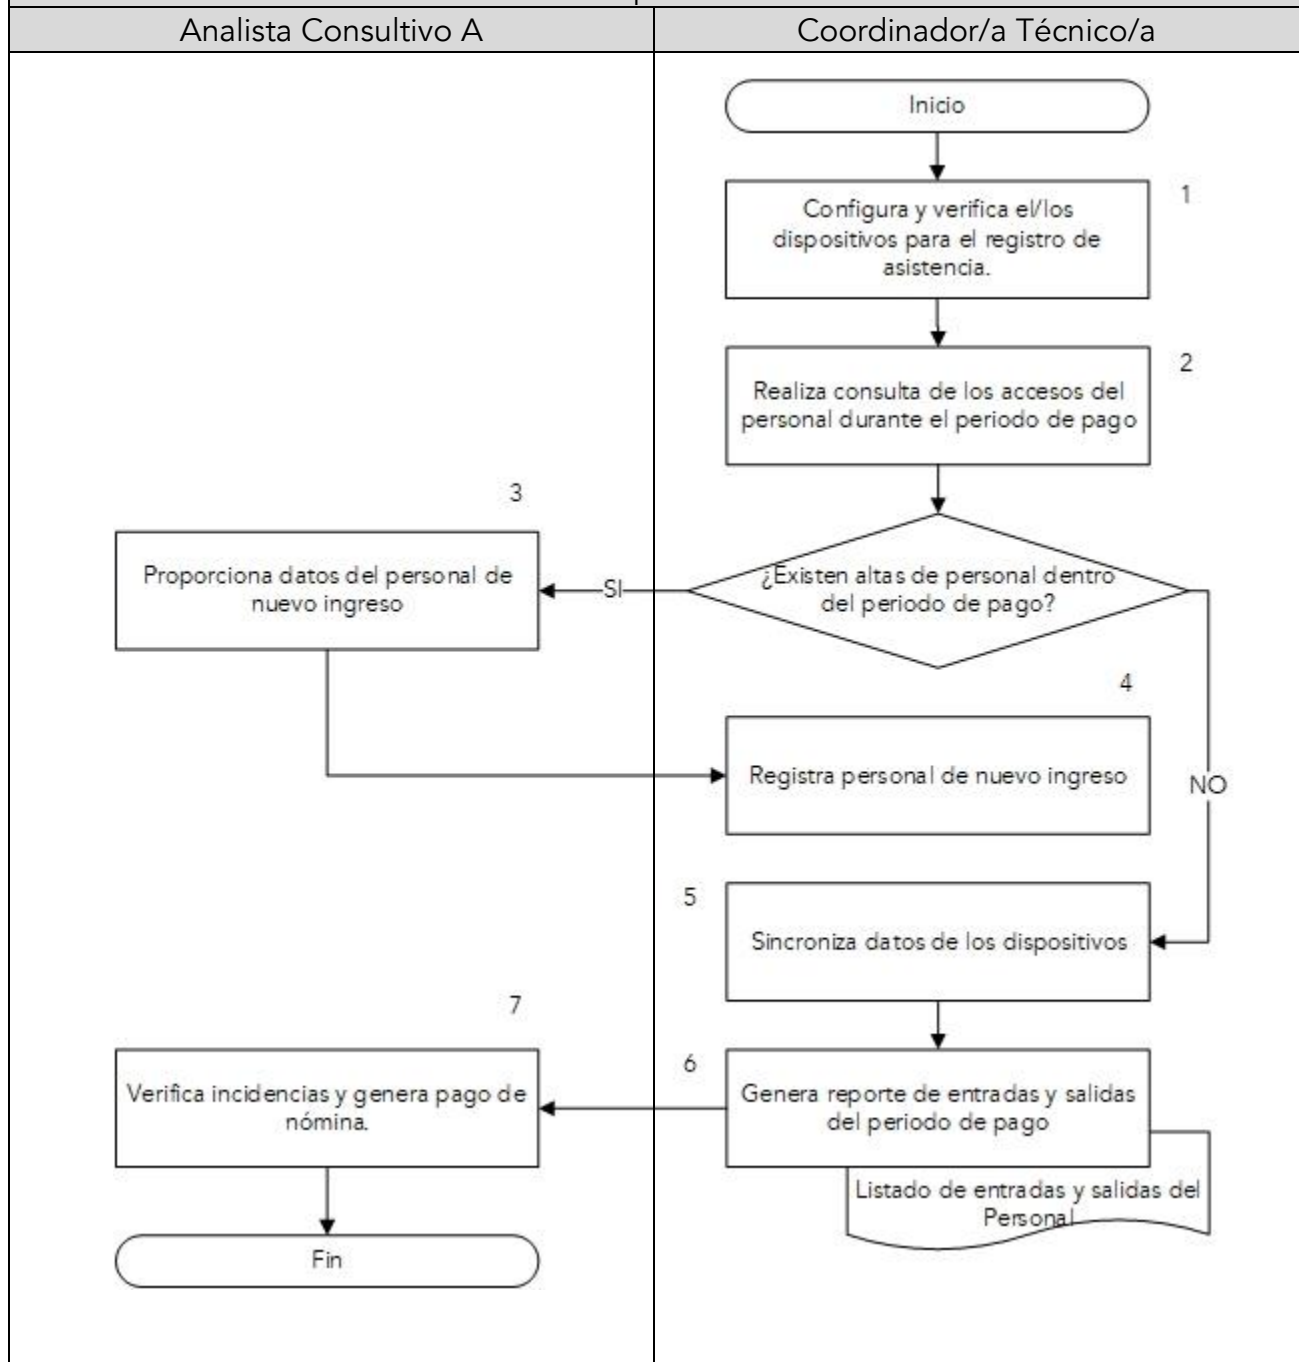 Analista Consultivo A
Coordinador/a Técnico/a
Inicio
1
Configura y verifica el/los
dispositivos para el registro de
asistencia.
2
Realiza consulta de los accesos del
personal durante el periodo de pago
3
Proporciona datos del personal de
nuevo ingreso
SI
¿Existen altas de personal dentro
del periodo de pago?
4
Registra personal de nuevo ingreso
NO
5
Sincroniza datos de los dispositivos
7
Verifica incidencias y genera pago de
nómina.
6
Genera reporte de entradas y salidas
del periodo de pago
Listado de entradas y salidas del
Personal
Fin